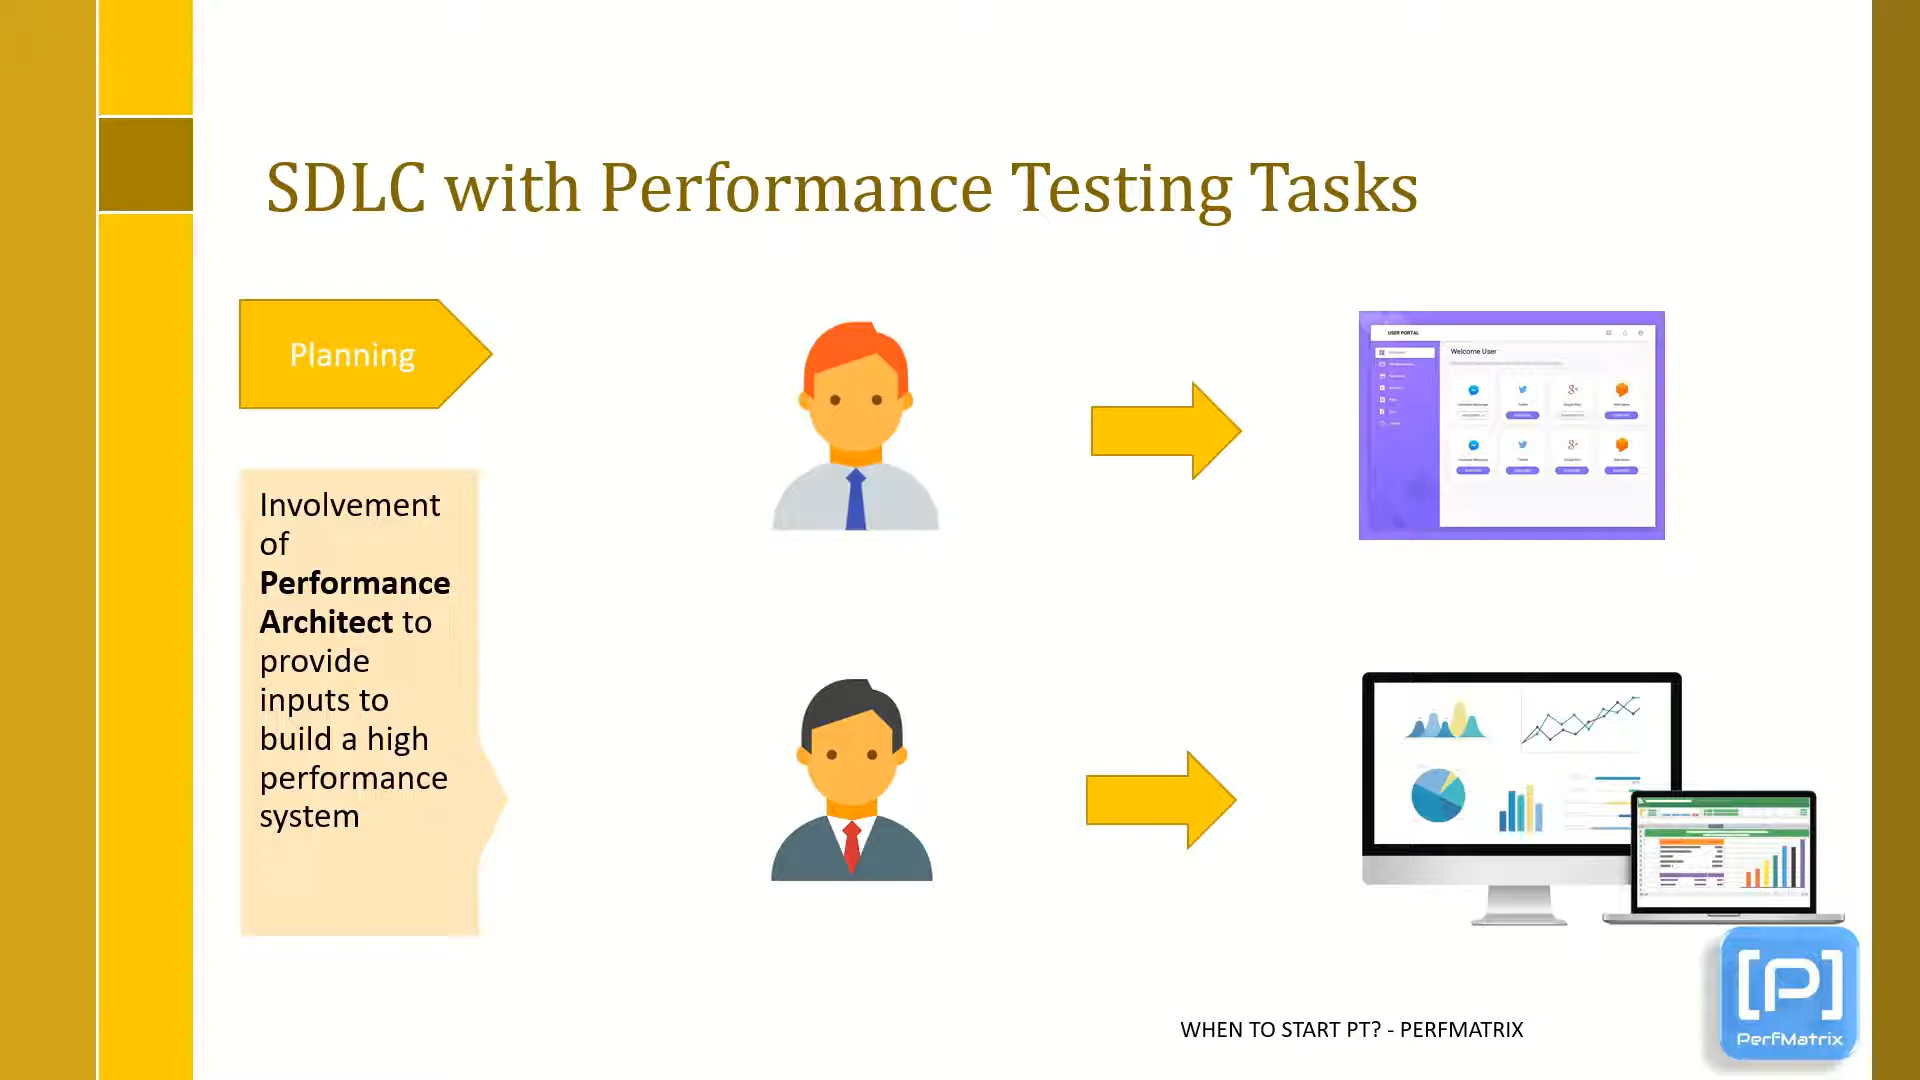 SDLC with Performance Testing Tasks
Planning
Involvement
of
Performance
Architect to
provide
inputs to
build a high
performance
system
USER PORTAL
Welcome User
WHEN TO START PT? - PERFMATRIX
[P]
PerfMatrix